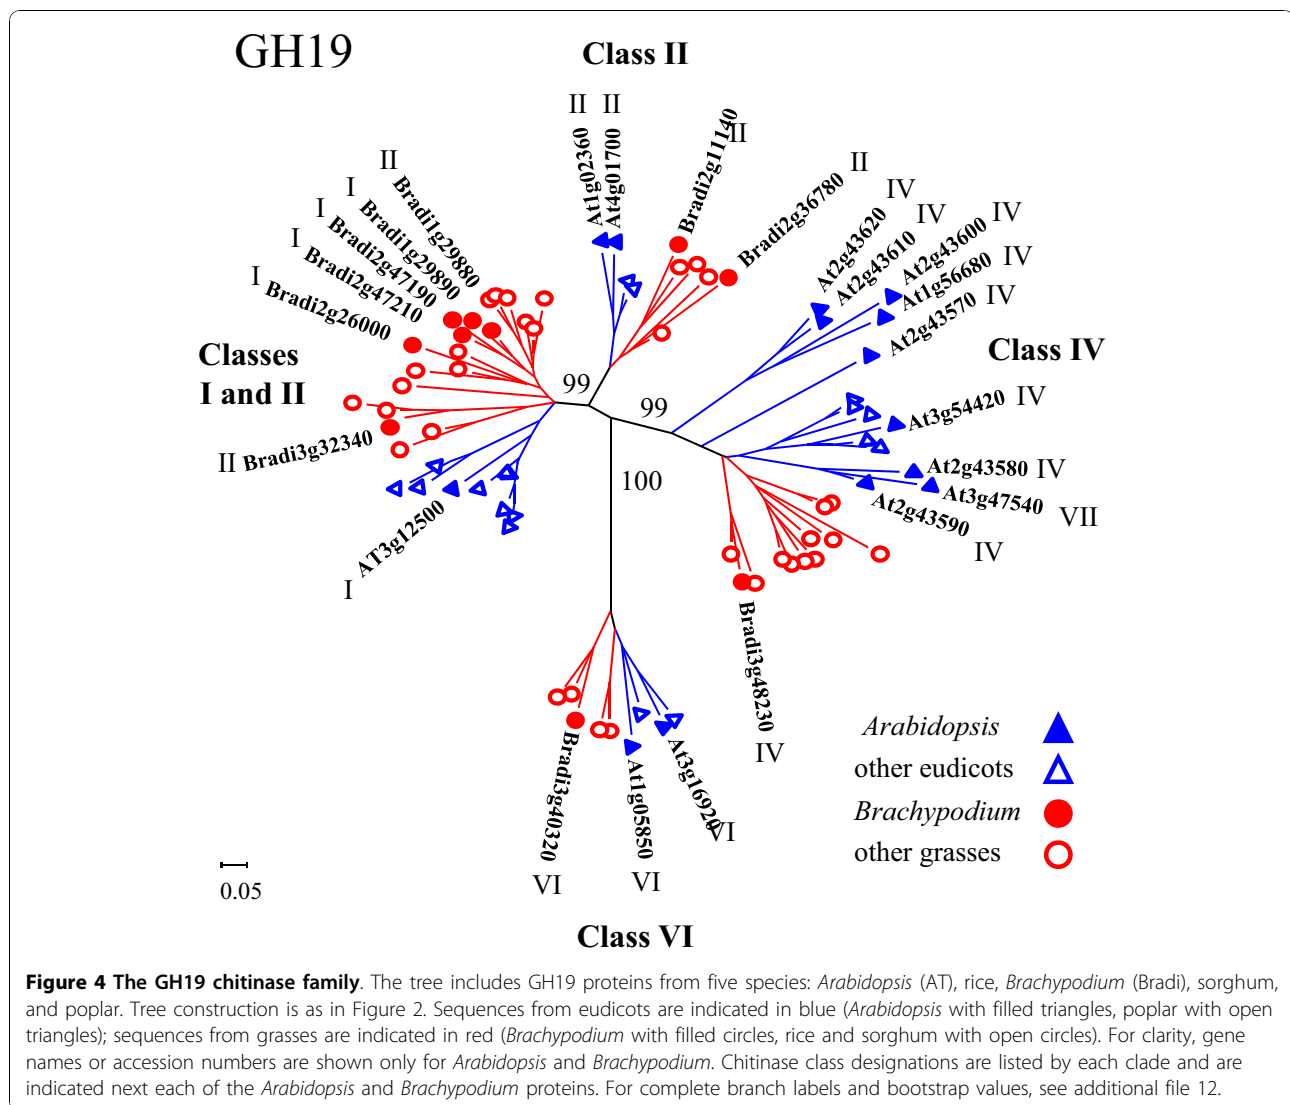 GH19
Class II
II
II
At1g02360
At4g01700
Bradi2g11140
II
Bradi2g36780
II
At2g43620
IV
At2g43610
IV
At2g43600
IV
At1g56680
IV
At2g43570
IV
Class IV
At3g54420
IV
At2g43580
IV
At3g47540
VII
At2g43590
IV
II
Bradi1g29880
I
Bradi1g29890
I
Bradi2g47190
I
Bradi2g47210
I
Bradi2g26000
Classes
I and II
II
Bradi3g32340
I
AT3g12500
99
99
100
Bradi3g48230
IV
Bradi3g40320
VI
At1g05850
VI
At3g16920
VI
Class VI
0.05
Arabidopsis
other eudicots
Brachypodium
other grasses
Figure 4 The GH19 chitinase family. The tree includes GH19 proteins from five species: Arabidopsis (AT), rice, Brachypodium (Bradi), sorghum,
and poplar. Tree construction is as in Figure 2. Sequences from eudicots are indicated in blue (Arabidopsis with filled triangles, poplar with open
triangles); sequences from grasses are indicated in red (Brachypodium with filled circles, rice and sorghum with open circles). For clarity, gene
names or accession numbers are shown only for Arabidopsis and Brachypodium. Chitinase class designations are listed by each clade and are
indicated next each of the Arabidopsis and Brachypodium proteins. For complete branch labels and bootstrap values, see additional file 12.